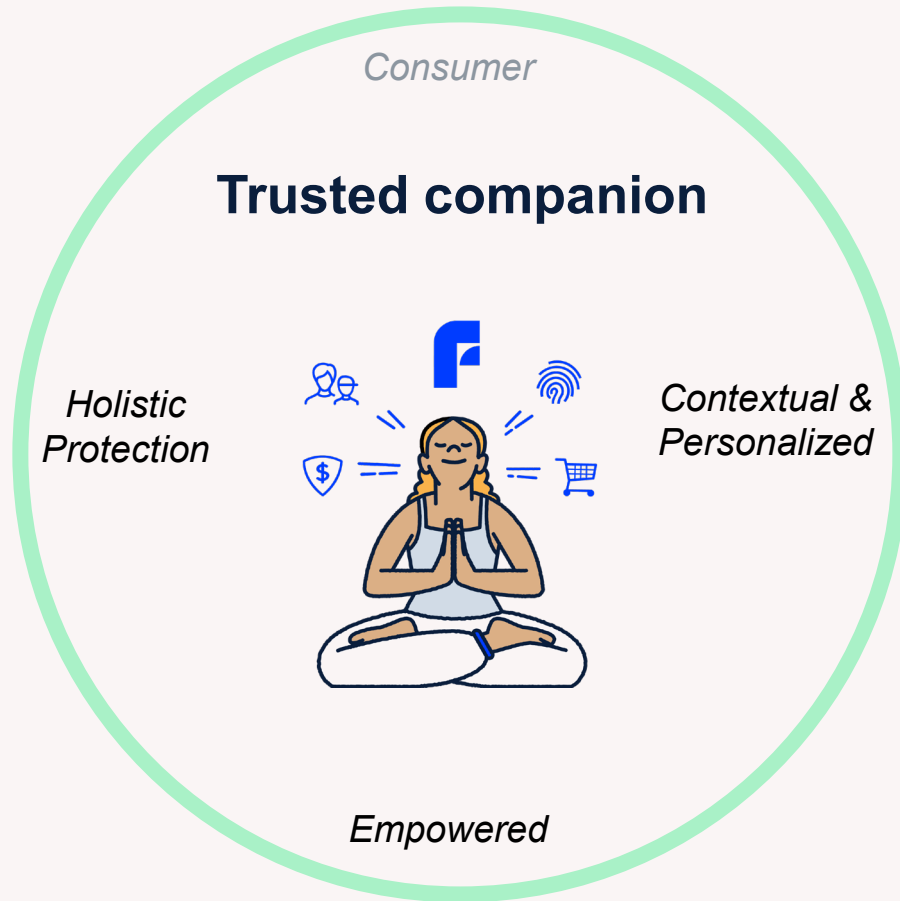 Consumer
Trusted companion
Holistic
Protection
Contextual &
Personalized
$
Empowered